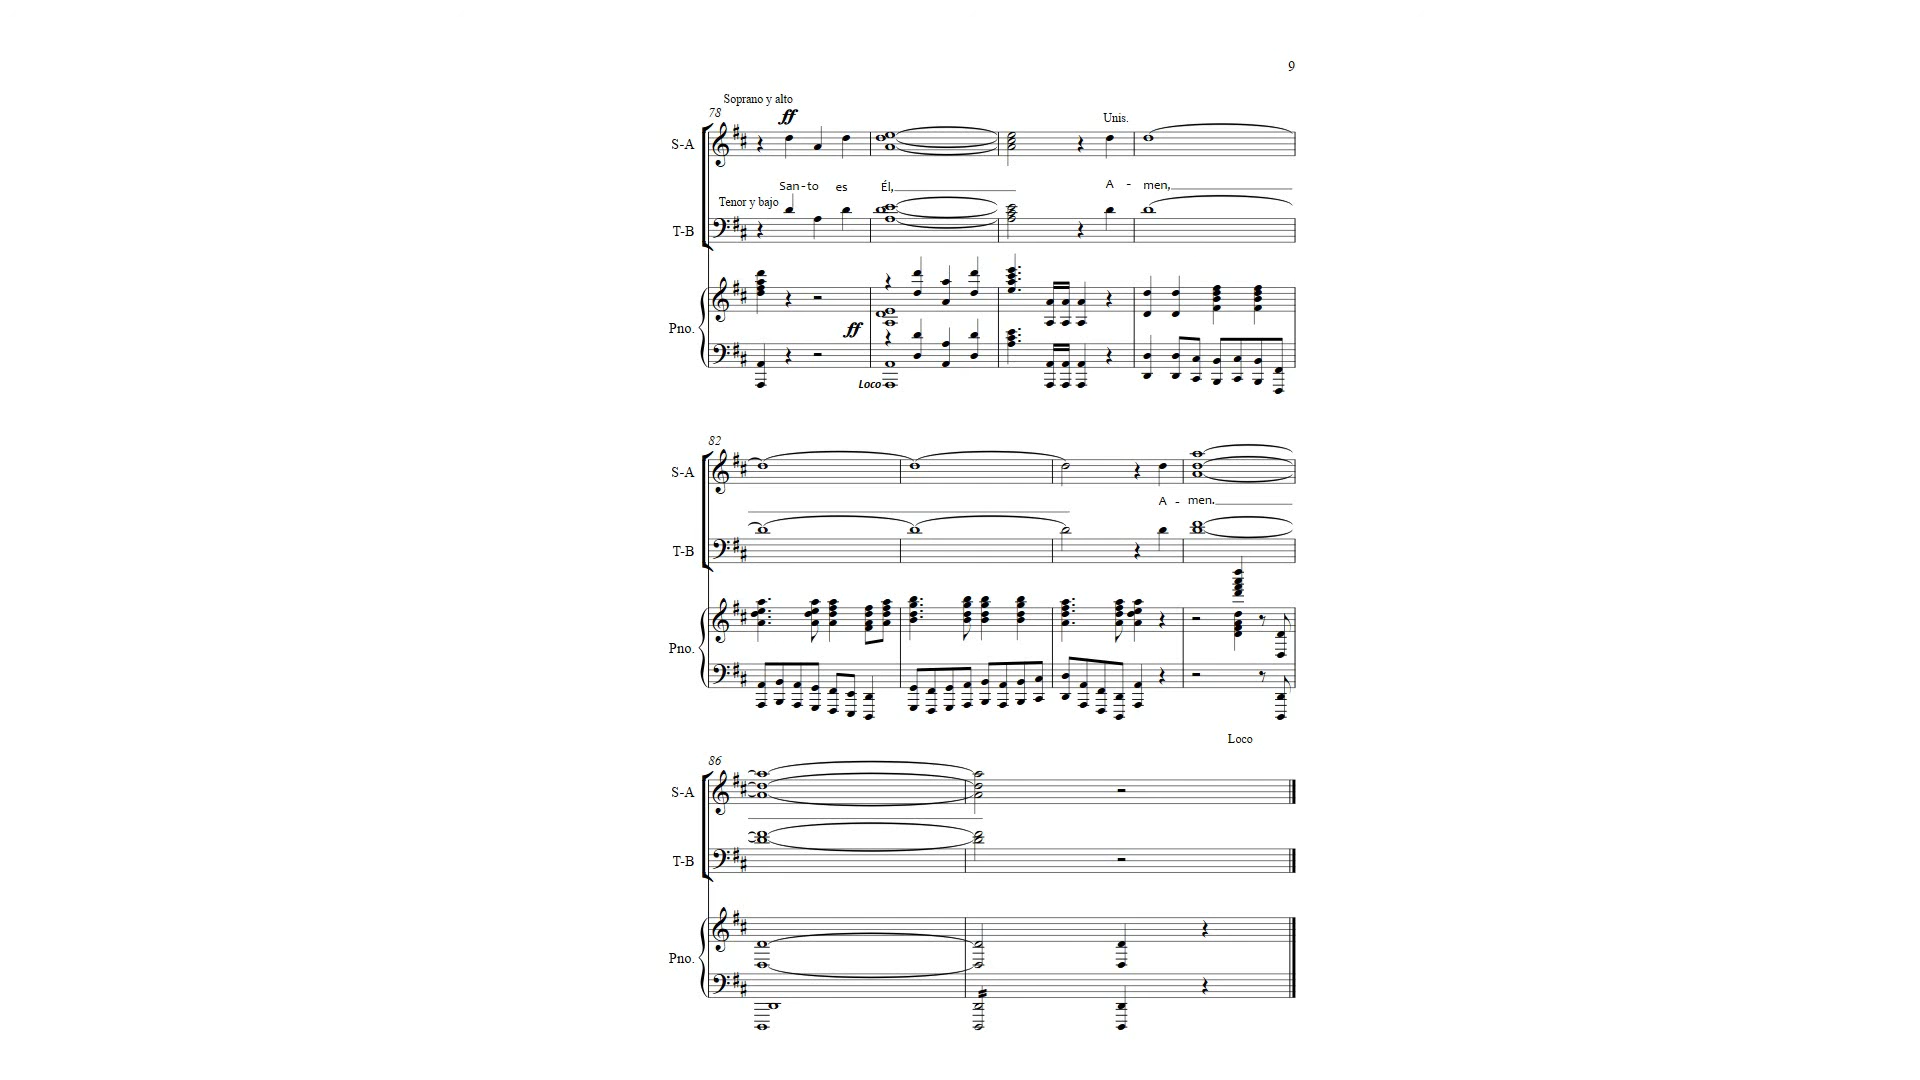 9
Soprano y alto
78
ff
Unis.
S-A
San-to es Él, A - men,
Tenor y bajo
T-B
Pno.
ff
Loco
82
S-A
A - men.
T-B
Pno.
Loco
86
S-A
T-B
Pno.